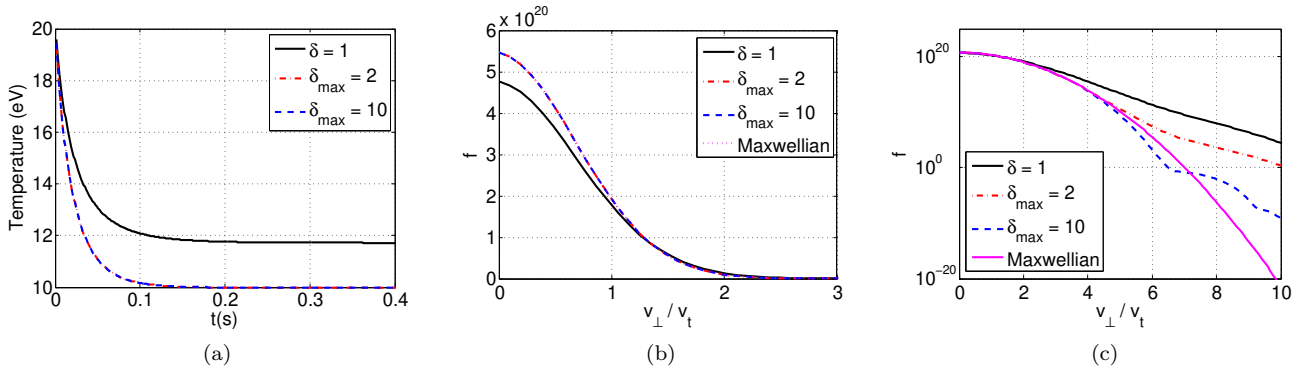 20
18
16
14
12
10
Temperature (eV)
0
0.1
0.2
0.3
0.4
t(s)
δ = 1
δmax = 2
δmax = 10
(a)
x 10^20
6
5
4
3
2
1
0
f
0
1
2
3
v⊥ / vt
δ = 1
δmax = 2
δmax = 10
Maxwellian
(b)
10^20
10^0
10^−20
f
0
2
4
6
8
10
v⊥ / vt
δ = 1
δmax = 2
δmax = 10
Maxwellian
(c)